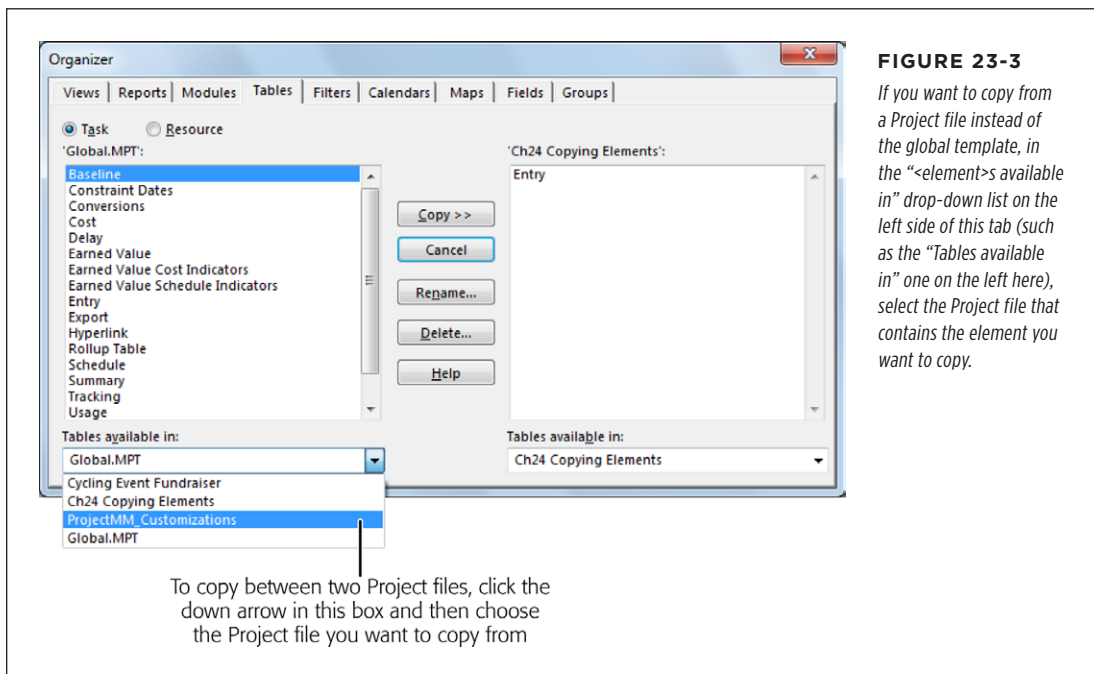 Organizer
Views Reports Modules Tables Filters Calendars Maps Fields Groups
Task Resource
'Global.MPT':
Baseline
Constraint Dates
Conversions
Cost
Delay
Earned Value
Earned Value Cost Indicators
Earned Value Schedule Indicators
Entry
Export
Hyperlink
Rollup Table
Schedule
Summary
Tracking
Usage
Copy >>
Cancel
Rename...
Delete...
Help
'Ch24 Copying Elements':
Entry
Tables available in:
Global.MPT
Cycling Event Fundraiser
Ch24 Copying Elements
ProjectMM_Customizations
Global.MPT
Tables available in:
Ch24 Copying Elements
To copy between two Project files, click the
down arrow in this box and then choose
the Project file you want to copy from
FIGURE 23-3
If you want to copy from
a Project file instead of
the global template, in
the “<element>s available
in” drop-down list on the
left side of this tab (such
as the “Tables available
in” one on the left here),
select the Project file that
contains the element you
want to copy.